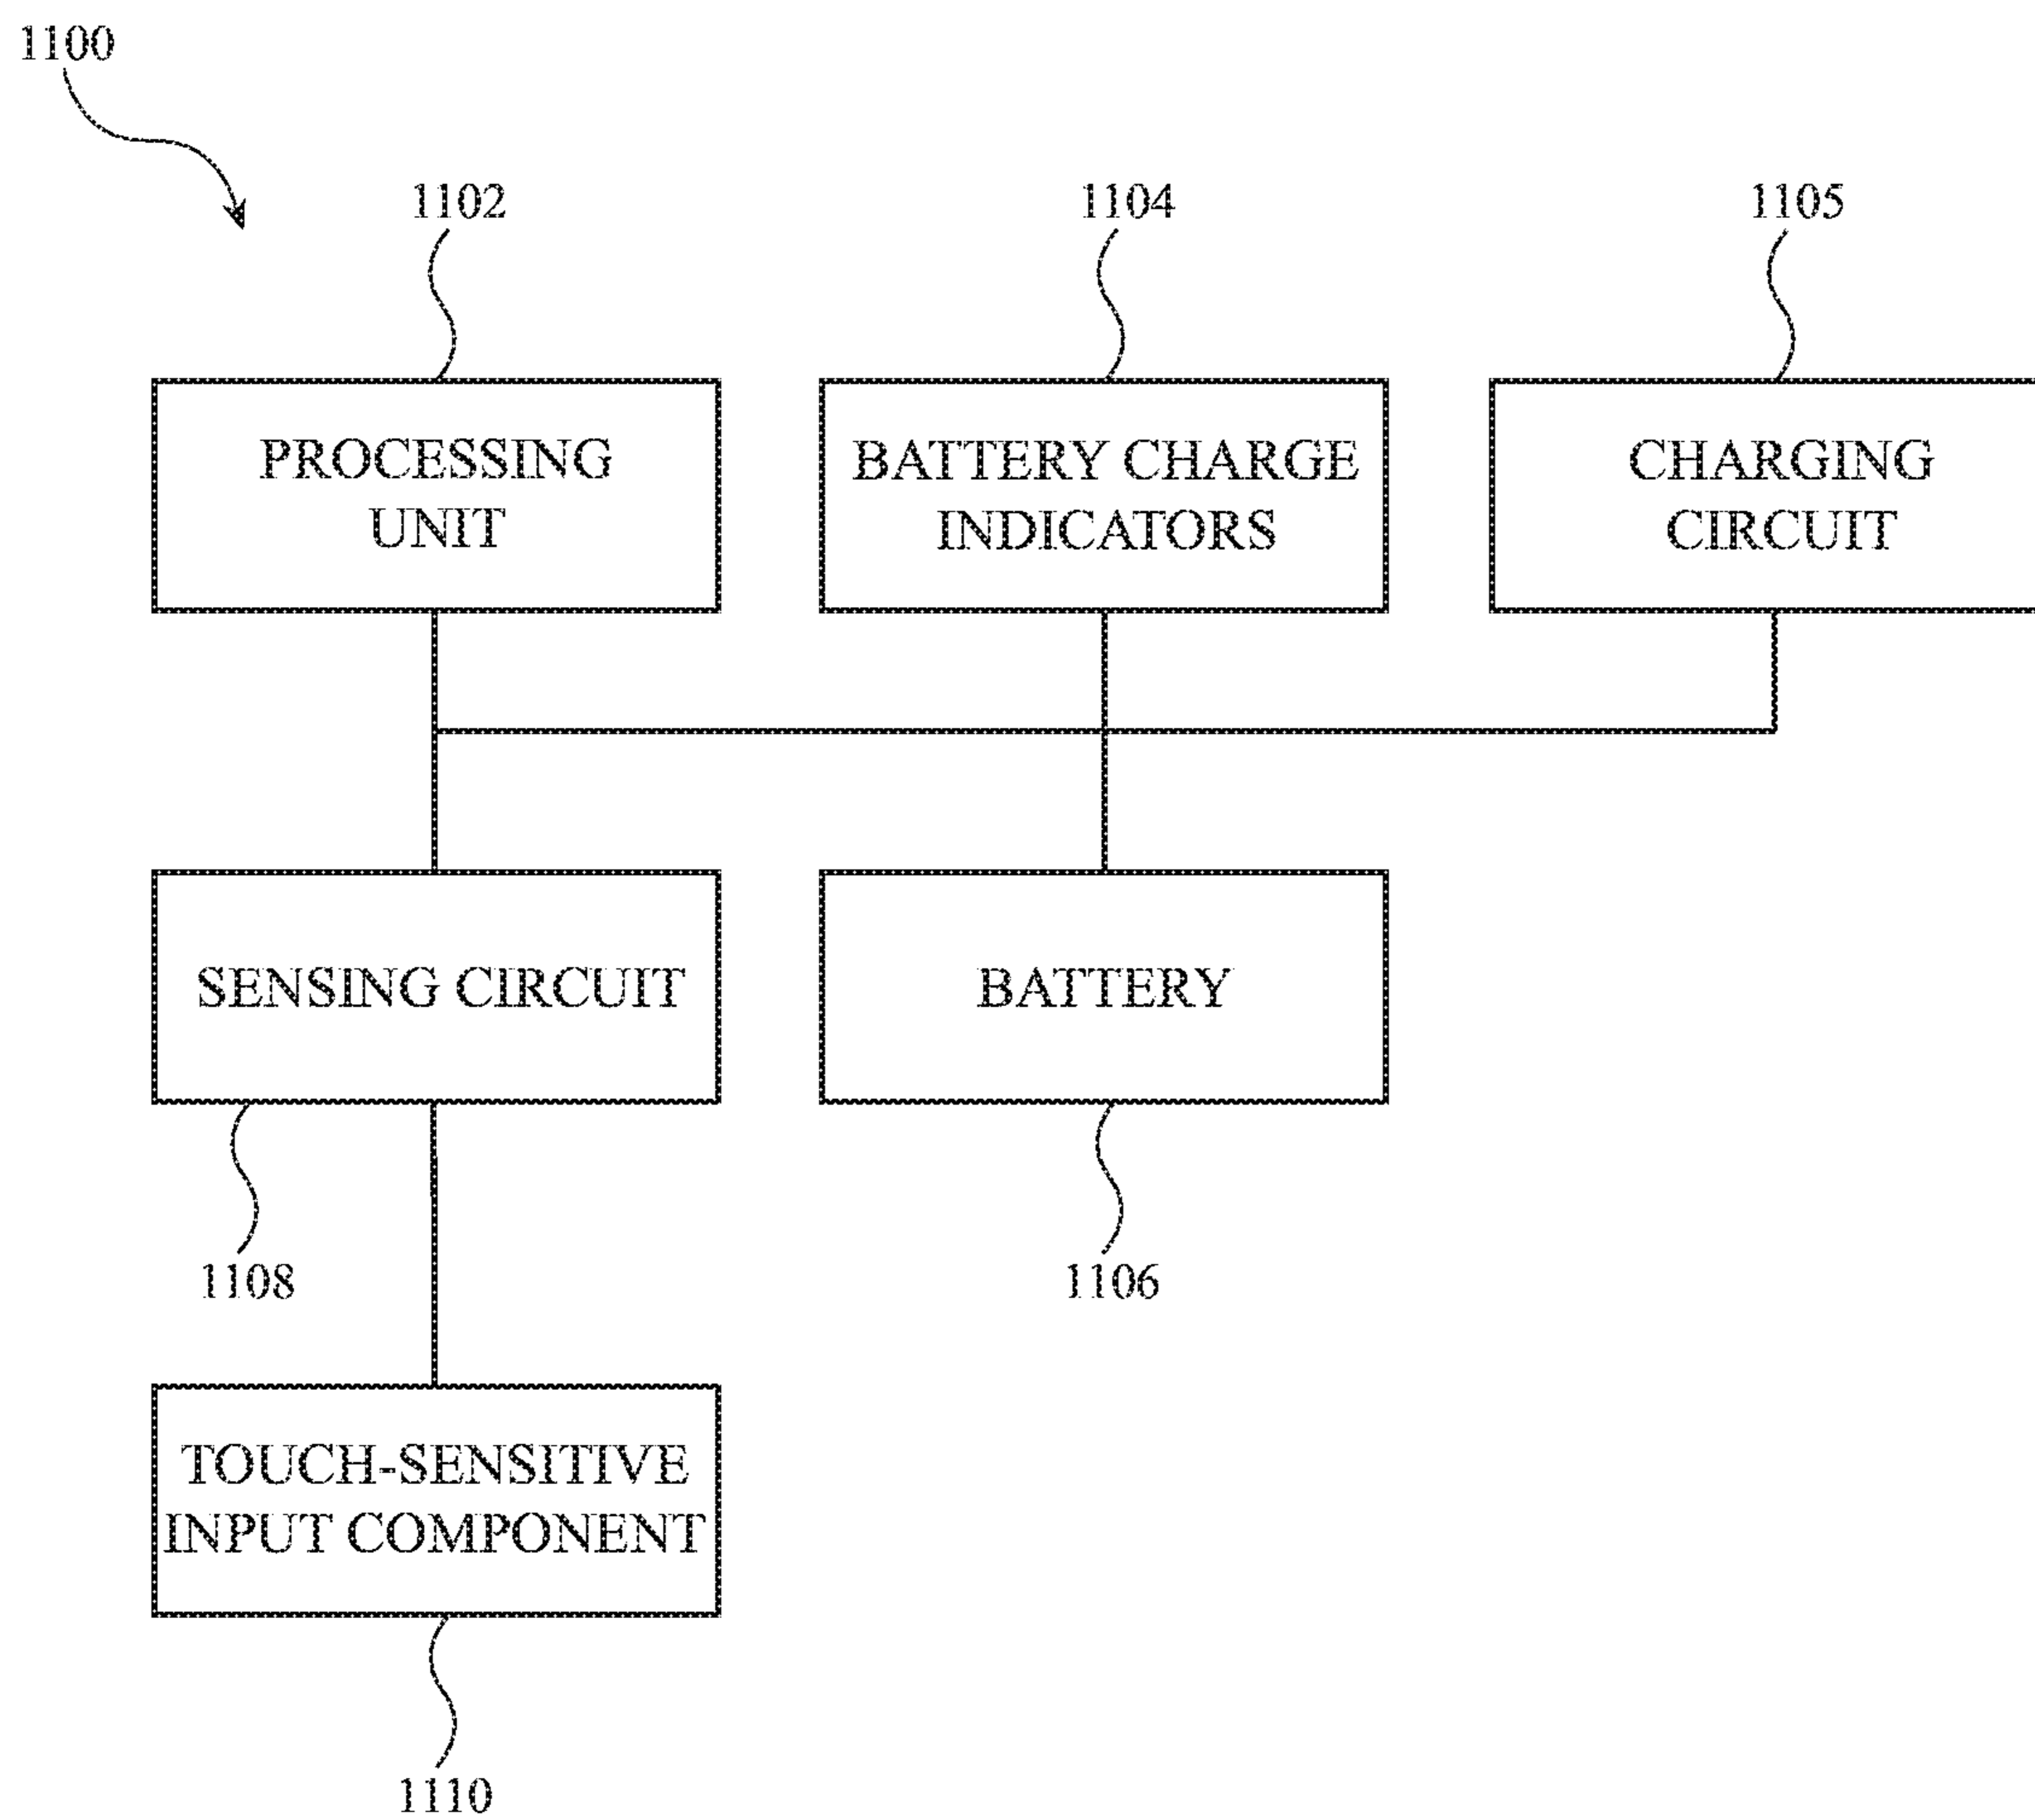 1100
1102
1104
1105
PROCESSING
UNIT
BATTERY CHARGE
INDICATORS
CHARGING
CIRCUIT
SENSING CIRCUIT
BATTERY
1108
1106
TOUCH-SENSITIVE
INPUT COMPONENT
1110